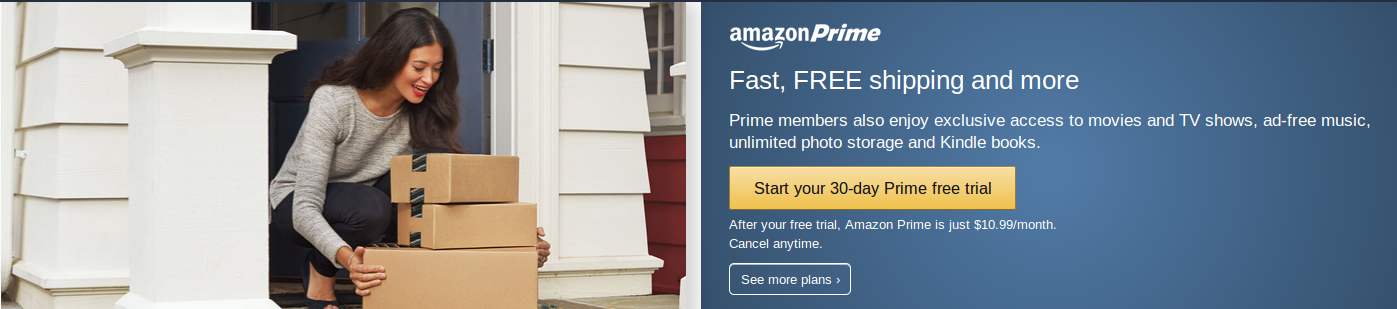 amazonPrime
Fast, FREE shipping and more
Prime members also enjoy exclusive access to movies and TV shows, ad-free music,
unlimited photo storage and Kindle books.
Start your 30-day Prime free trial
After your free trial, Amazon Prime is just $10.99/month.
Cancel anytime.
See more plans ›